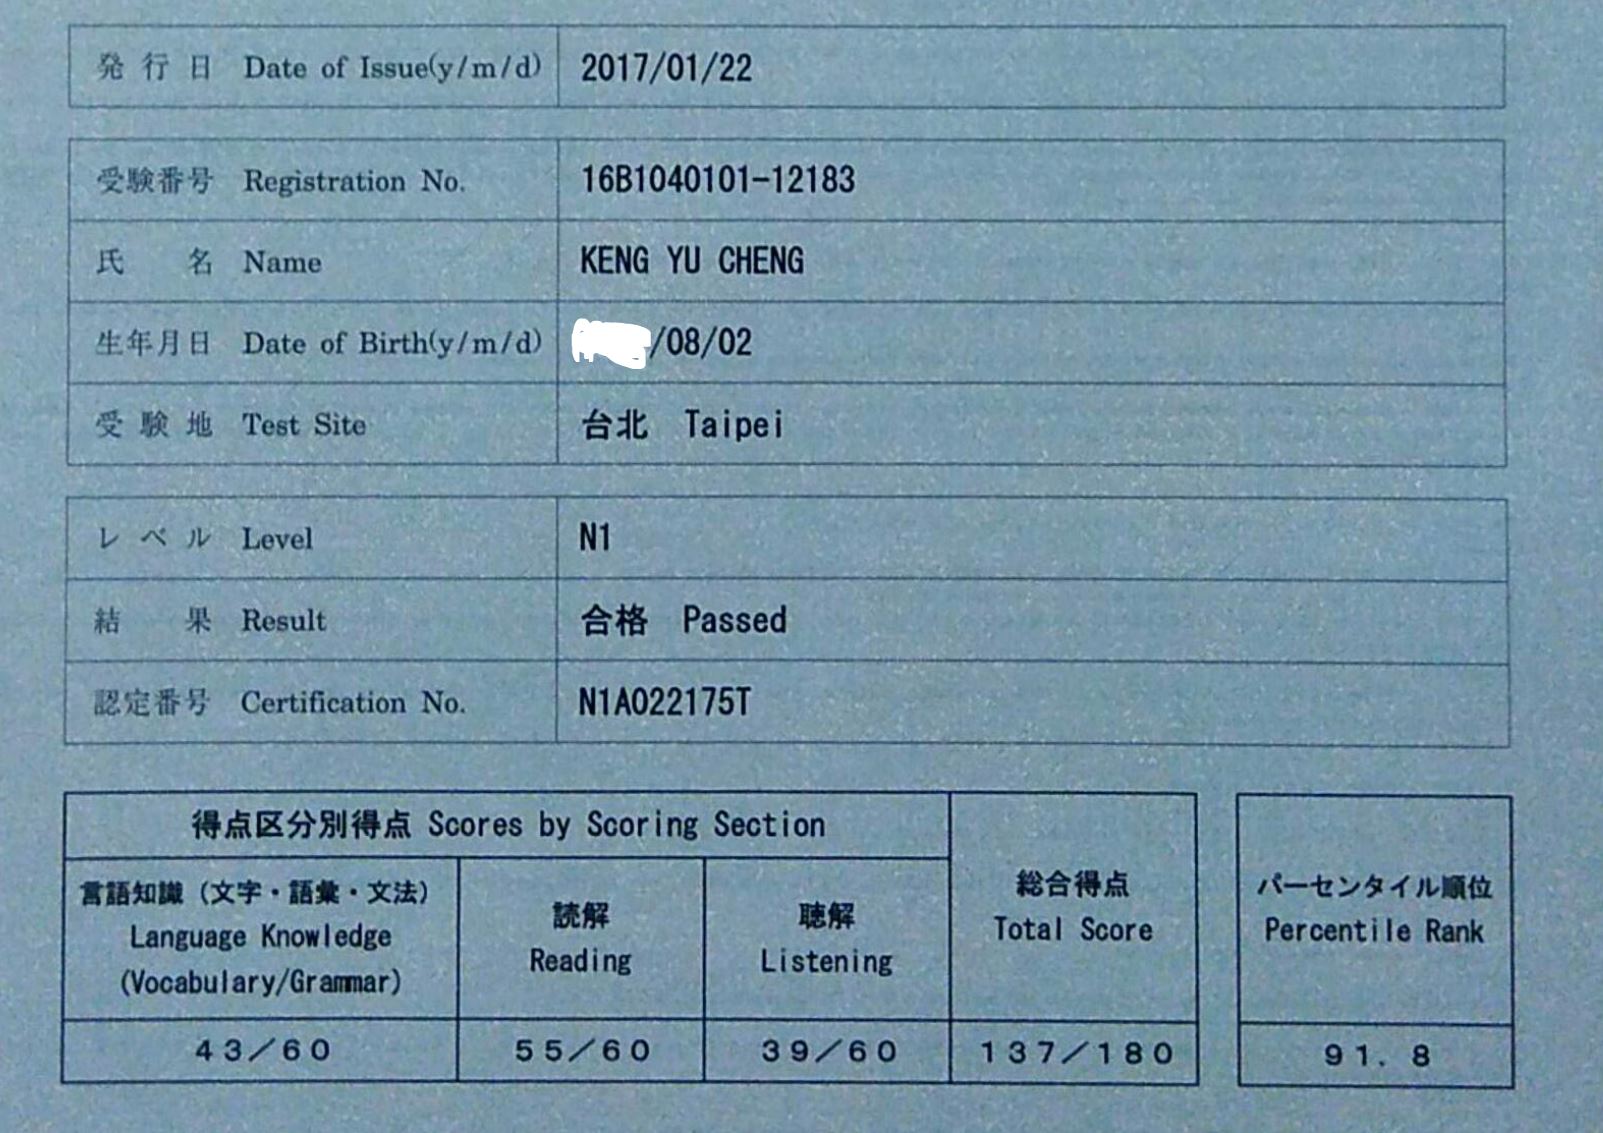 発行日 Date of Issue(y/m/d) 2017/01/22
受験番号 Registration No. 16B1040101-12183
氏名 Name KENG YU CHENG
生年月日 Date of Birth(y/m/d) /08/02
受験地 Test Site 台北 Taipei
レベル Level N1
結果 Result 合格 Passed
認定番号 Certification No. N1A022175T
得点区分別得点 Scores by Scoring Section
言語知識（文字・語彙・文法）
Language Knowledge
(Vocabulary/Grammar)
読解
Reading
聴解
Listening
総合得点
Total Score
パーセンタイル順位
Percentile Rank
43/60
55/60
39/60
137/180
91.8